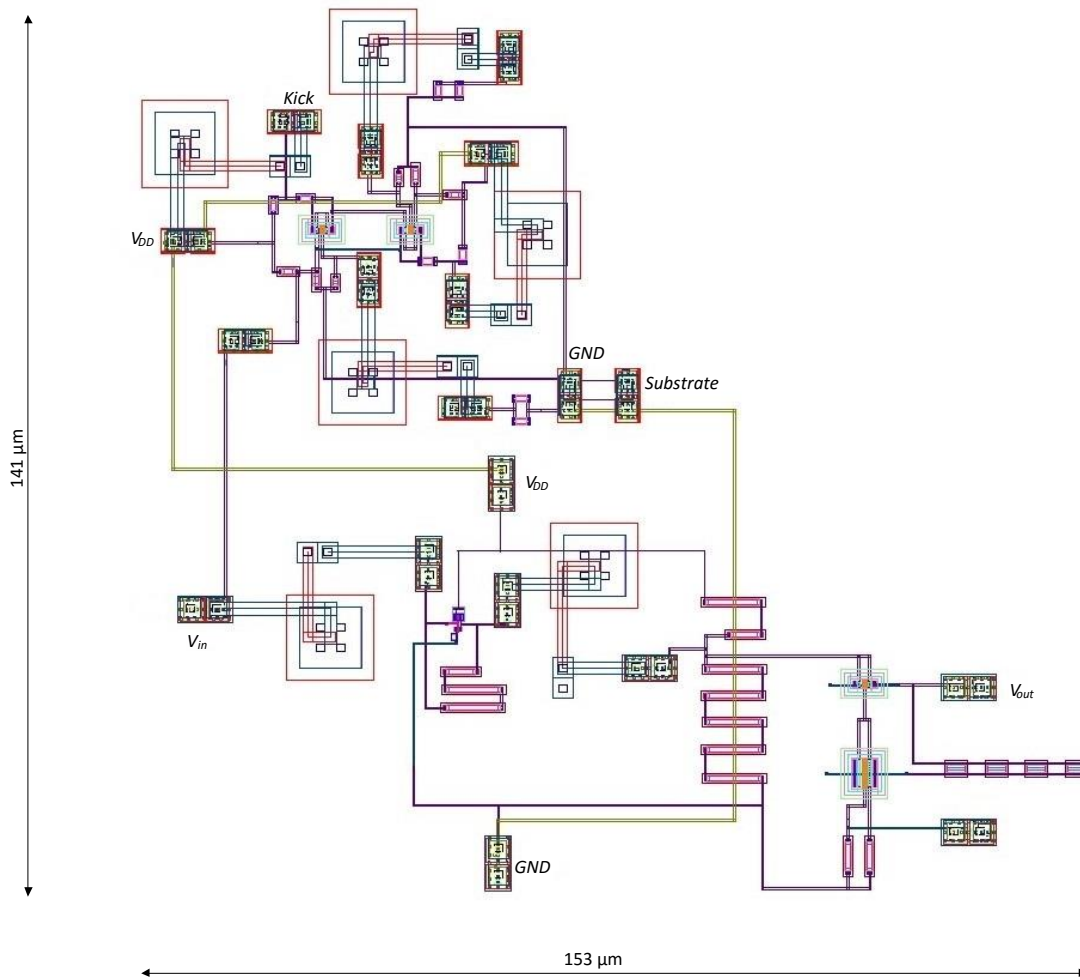 Kick
V_DD
GND
Substrate
141 µm
V_DD
V_in
V_out
GND
153 µm